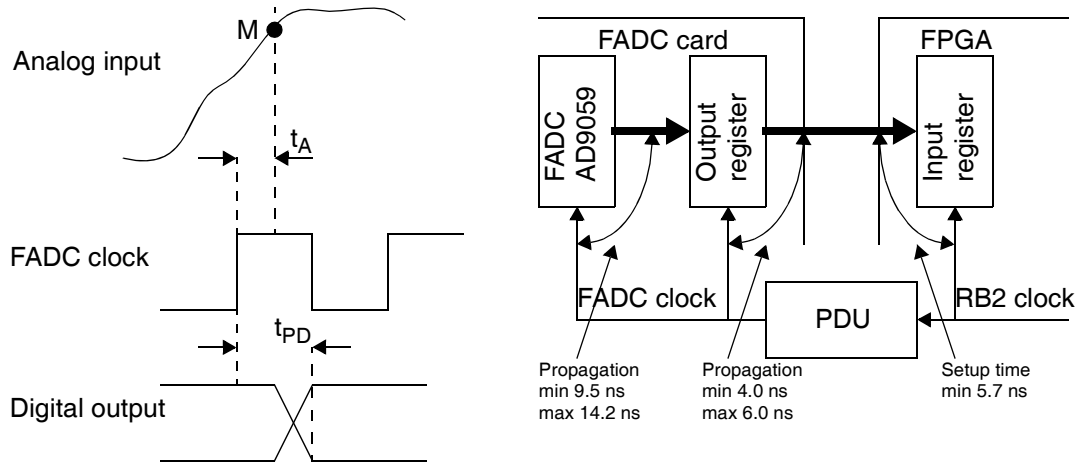 M
Analog input
tA
FADC clock
tPD
Digital output
FADC card
FPGA
FADC
AD9059
Output
register
Input
register
FADC clock
PDU
RB2 clock
Propagation
min 9.5 ns
max 14.2 ns
Propagation
min 4.0 ns
max 6.0 ns
Setup time
min 5.7 ns